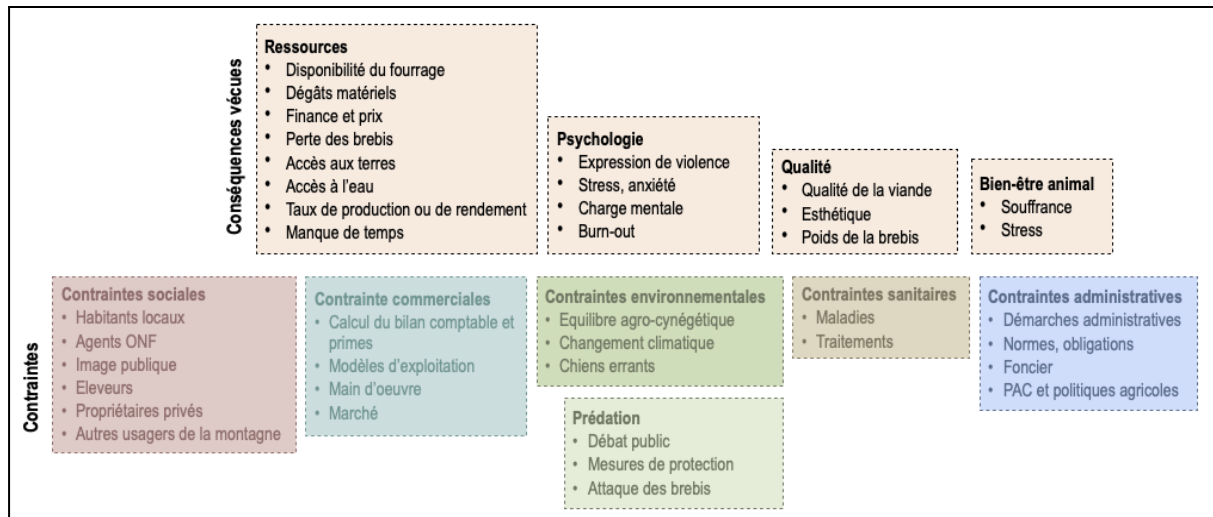 Conséquences vécues
Ressources
• Disponibilité du fourrage
• Dégâts matériels
• Finance et prix
• Perte des brebis
• Accès aux terres
• Accès à l'eau
• Taux de production ou de rendement
• Manque de temps
Psychologie
• Expression de violence
• Stress, anxiété
• Charge mentale
• Burn-out
Qualité
• Qualité de la viande
• Esthétique
• Poids de la brebis
Bien-être animal
• Souffrance
• Stress
Contraintes
Contraintes sociales
• Habitants locaux
• Agents ONF
• Image publique
• Eleveurs
• Propriétaires privés
• Autres usagers de la montagne
Contrainte commerciales
• Calcul du bilan comptable et
primes
• Modèles d'exploitation
• Main d'oeuvre
• Marché
Contraintes environnementales
• Equilibre agro-cynégétique
• Changement climatique
• Chiens errants
Prédation
• Débat public
• Mesures de protection
• Attaque des brebis
Contraintes sanitaires
• Maladies
• Traitements
Contraintes administratives
• Démarches administratives
• Normes, obligations
• Foncier
• PAC et politiques agricoles